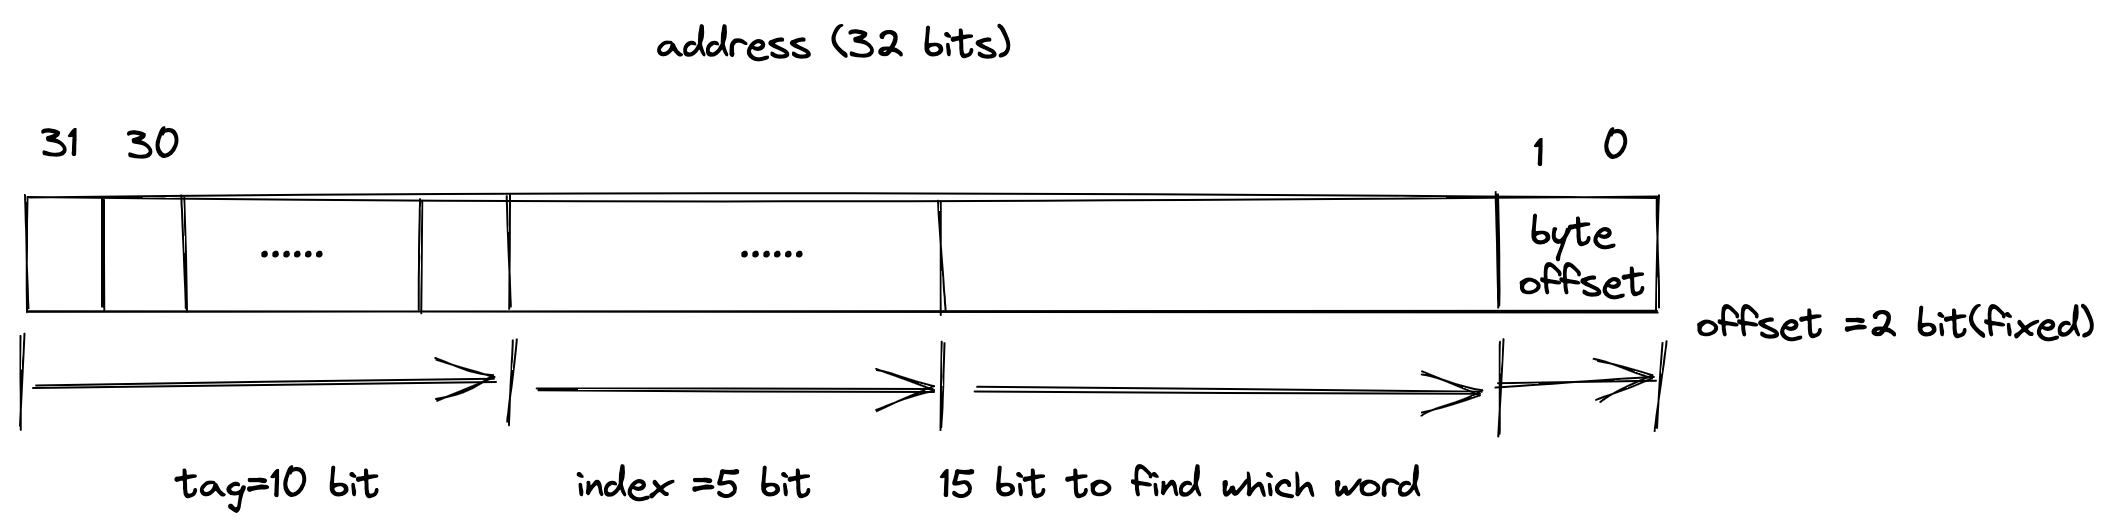 address (32 bits)
31 30 1 0
...... ...... byte
offset
offset =2 bit(fixed)
tag=10 bit index =5 bit 15 bit to find which word